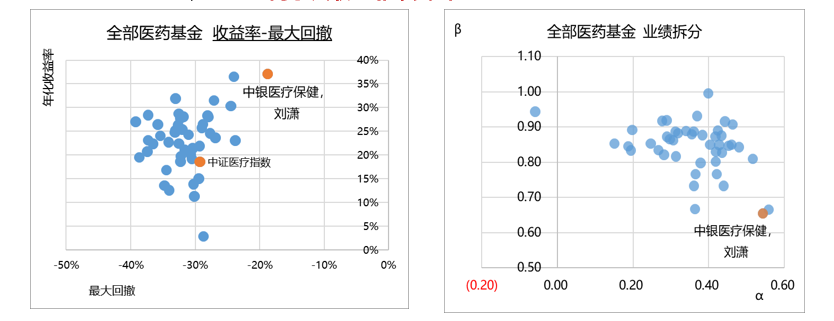 全部医药基金 收益率-最大回撤
年化收益率
40%
35%
30%
25%
20%
15%
10%
5%
0%
中银医疗保健,
刘潇
中证医疗指数
-50%
-40%
-30%
-20%
-10%
0%
最大回撤
β
全部医药基金 业绩拆分
1.10
1.00
0.90
0.80
0.70
0.60
0.50
中银医疗保健,
刘潇
(0.20)
0.00
0.20
0.40
0.60
α